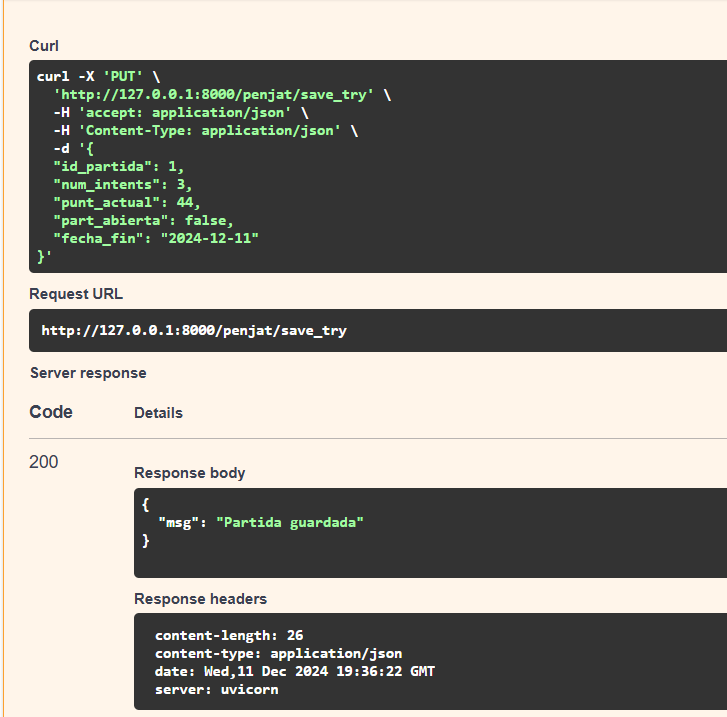 Curl
curl -X 'PUT' \
  'http://127.0.0.1:8000/penjat/save_try' \
  -H 'accept: application/json' \
  -H 'Content-Type: application/json' \
  -d '{
  "id_partida": 1,
  "num_intents": 3,
  "punt_actual": 44,
  "part_abierta": false,
  "fecha_fin": "2024-12-11"
}'
Request URL
http://127.0.0.1:8000/penjat/save_try
Server response
Code Details
200
Response body
{
  "msg": "Partida guardada"
}
Response headers
content-length: 26
content-type: application/json
date: Wed,11 Dec 2024 19:36:22 GMT
server: uvicorn